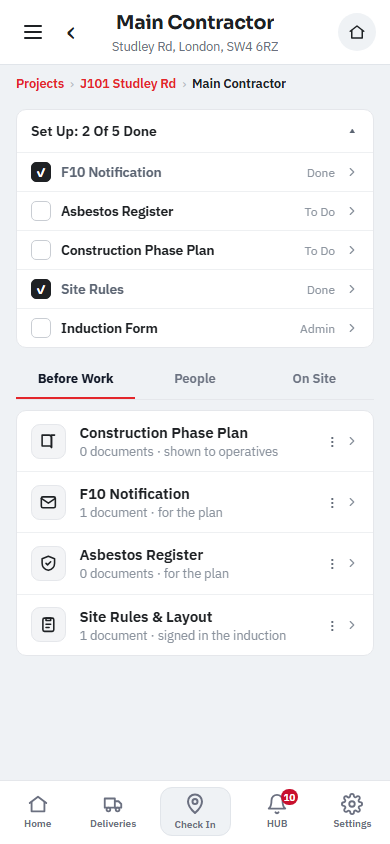 Main Contractor
Studley Rd, London, SW4 6RZ
Projects › J101 Studley Rd › Main Contractor
Set Up: 2 Of 5 Done
F10 Notification Done
Asbestos Register To Do
Construction Phase Plan To Do
Site Rules Done
Induction Form Admin
Before Work People On Site
Construction Phase Plan
0 documents · shown to operatives
F10 Notification
1 document · for the plan
Asbestos Register
0 documents · for the plan
Site Rules & Layout
1 document · signed in the induction
10
Home Deliveries Check In HUB Settings